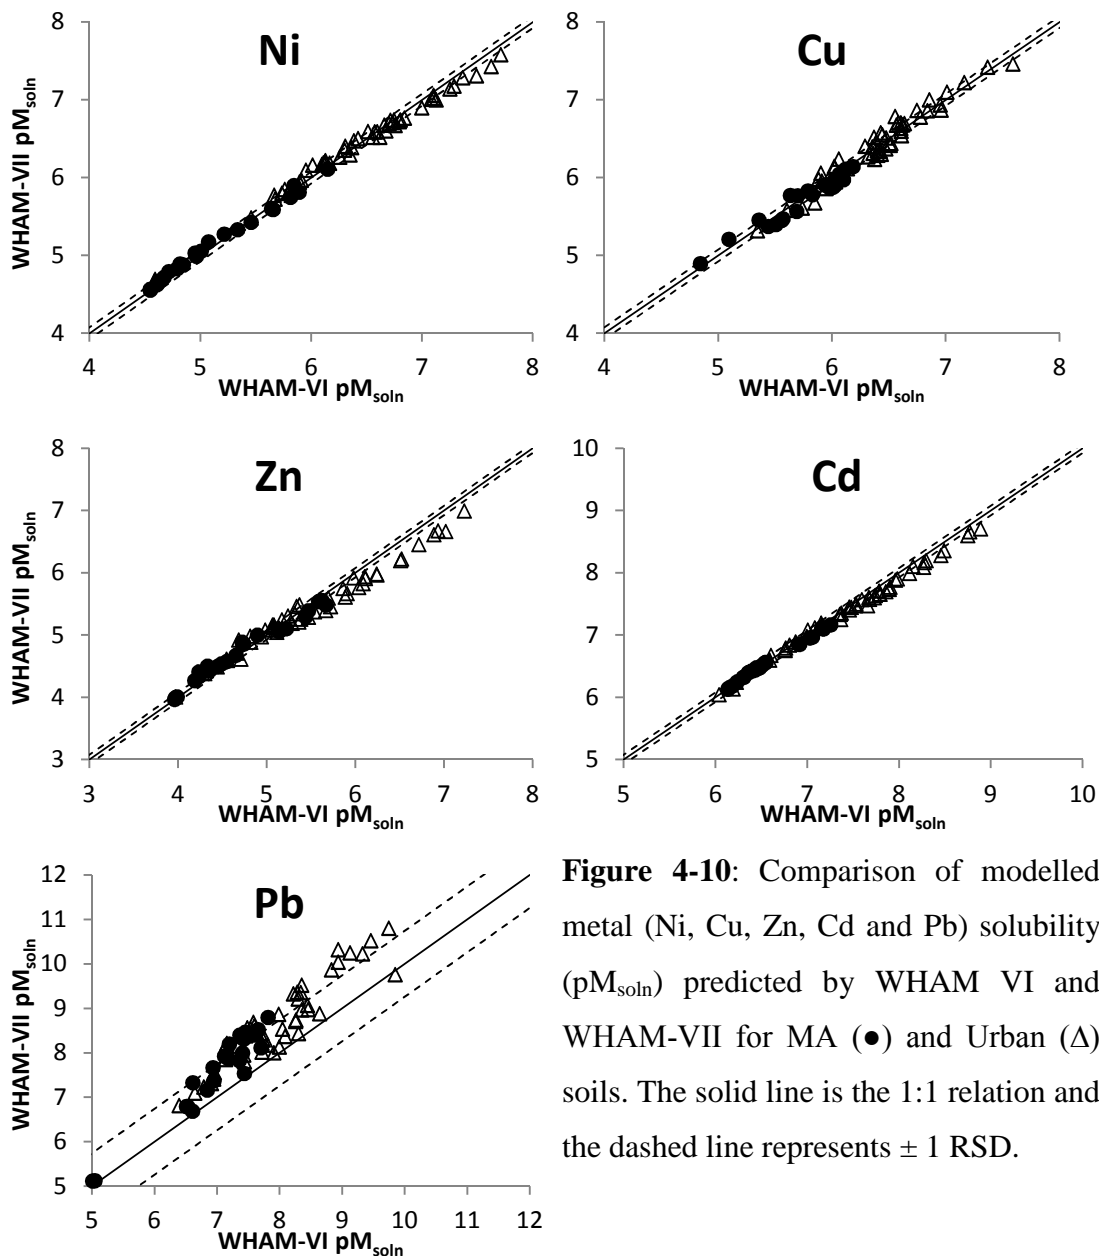 Ni
WHAM-VII pMsoln
8
7
6
5
4
4 5 6 7 8
WHAM-VI pMsoln
Cu
8
7
6
5
4
4 5 6 7 8
WHAM-VI pMsoln
Zn
WHAM-VII pMsoln
8
7
6
5
4
3
3 4 5 6 7 8
WHAM-VI pMsoln
Cd
10
9
8
7
6
5
5 6 7 8 9 10
WHAM-VI pMsoln
Pb
WHAM-VII pMsoln
12
11
10
9
8
7
6
5
5 6 7 8 9 10 11 12
WHAM-VI pMsoln
Figure 4-10: Comparison of modelled
metal (Ni, Cu, Zn, Cd and Pb) solubility
(pMsoln) predicted by WHAM VI and
WHAM-VII for MA (●) and Urban (Δ)
soils. The solid line is the 1:1 relation and
the dashed line represents ± 1 RSD.